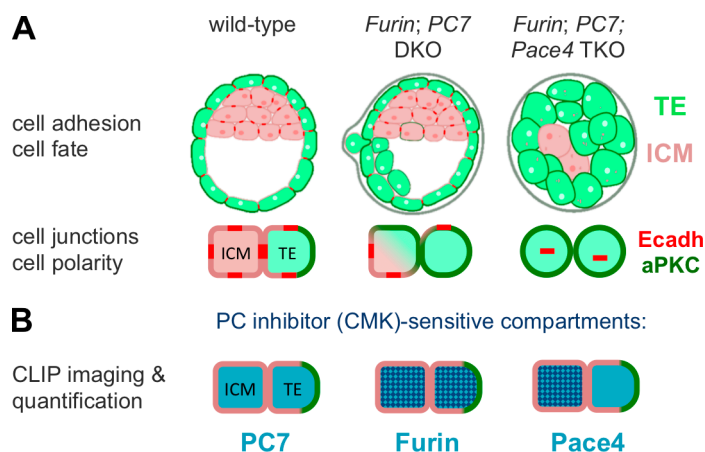 A
wild-type
Furin; PC7
DKO
Furin; PC7;
Pace4 TKO
cell adhesion
cell fate
TE
ICM
cell junctions
cell polarity
ICM
TE
Ecadh
aPKC
B
PC inhibitor (CMK)-sensitive compartments:
CLIP imaging &
quantification
ICM
TE
PC7
Furin
Pace4